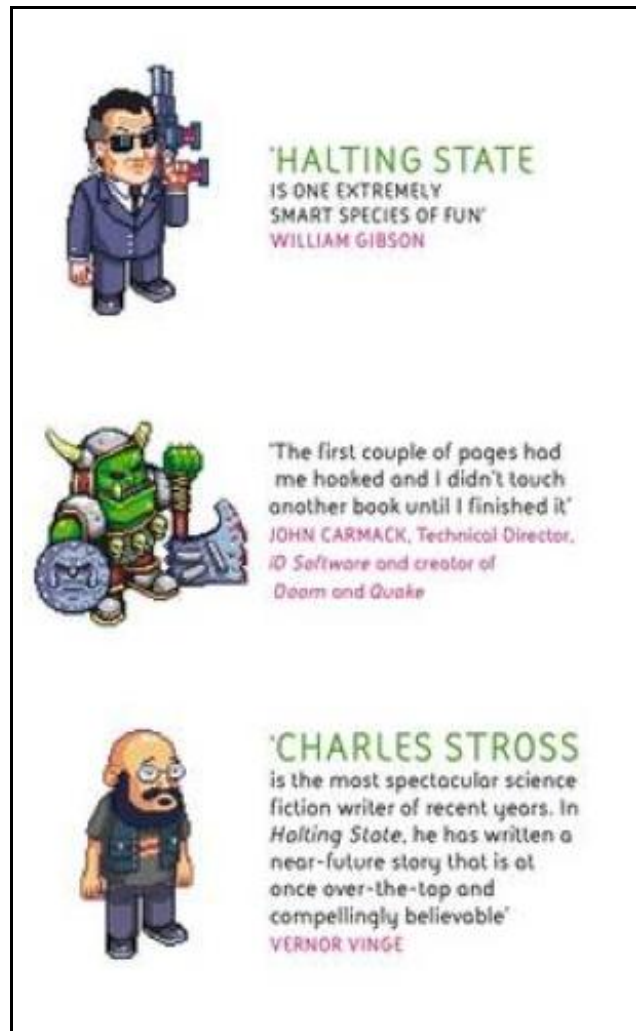 'HALTING STATE
IS ONE EXTREMELY
SMART SPECIES OF FUN'
WILLIAM GIBSON
'The first couple of pages had
me hooked and I didn't touch
another book until I finished it'
JOHN CARMACK, Technical Director,
iD Software and creator of
Doom and Quake
'CHARLES STROSS
is the most spectacular science
fiction writer of recent years. In
Halting State, he has written a
near-future story that is at
once over-the-top and
compellingly believable'
VERNOR VINGE